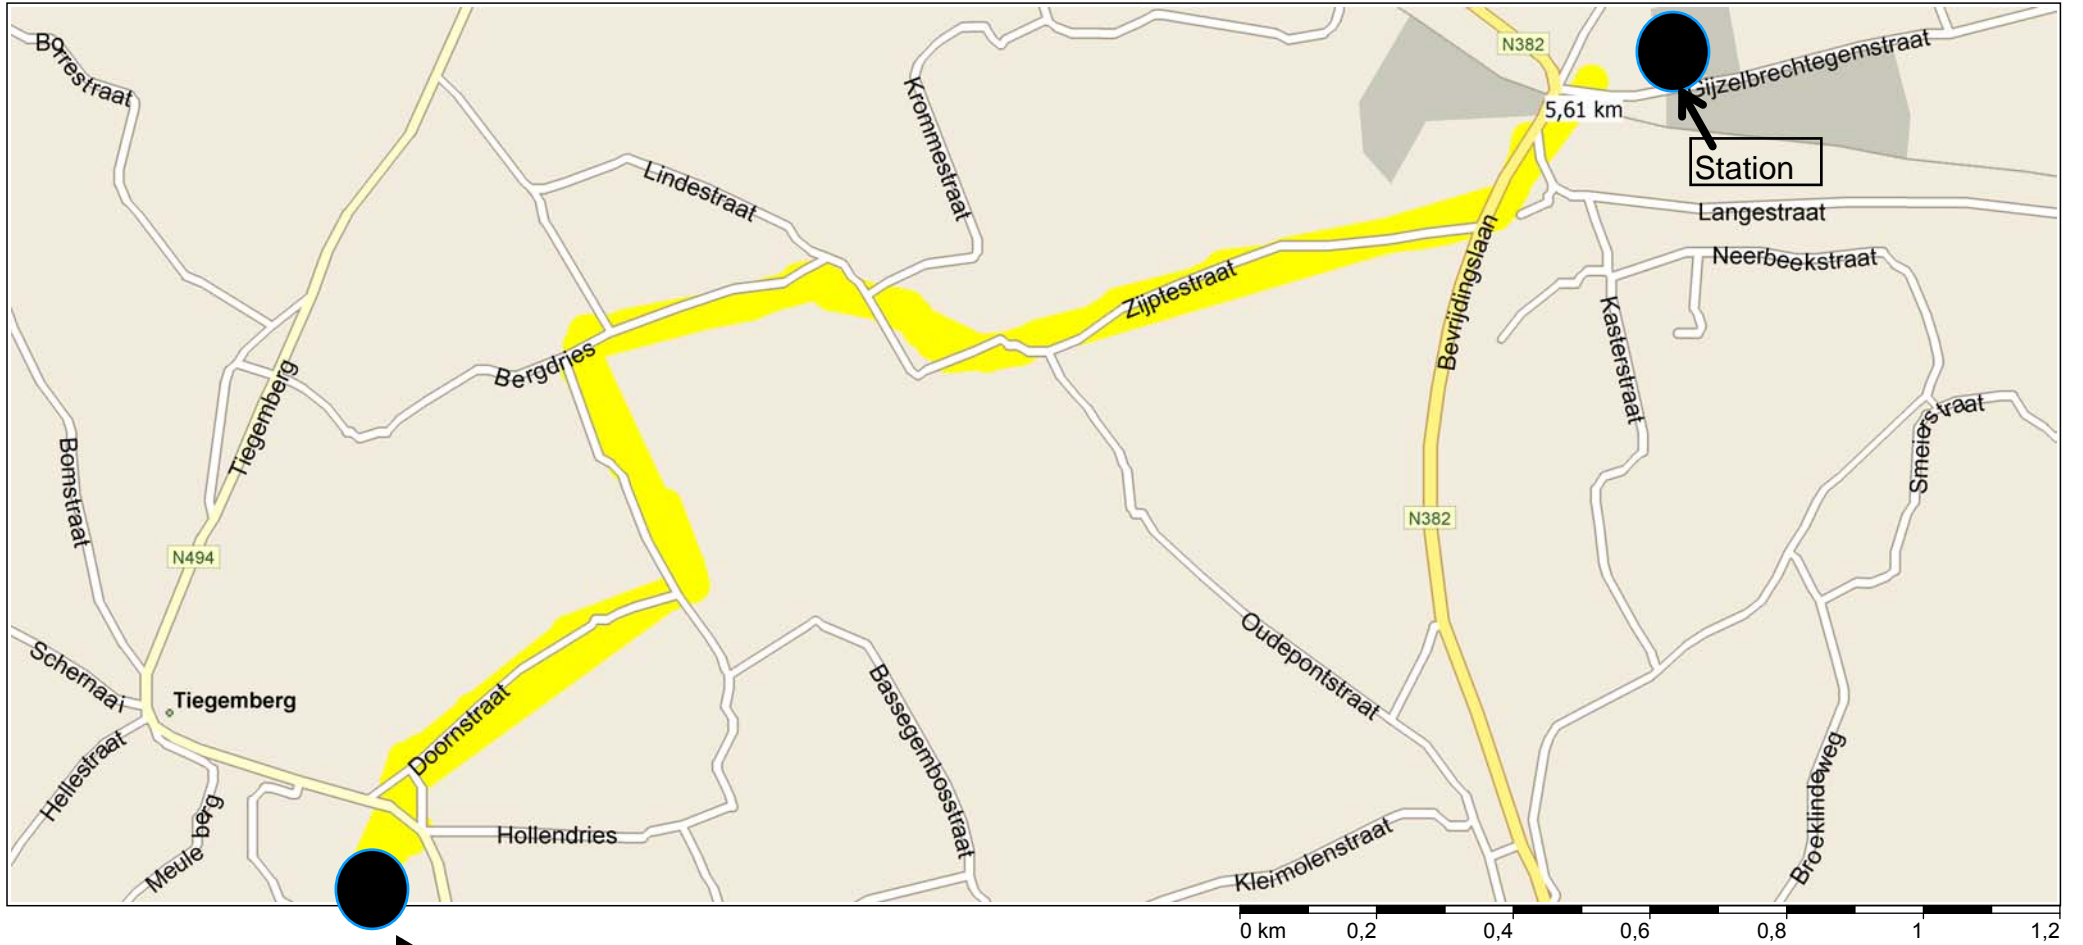 Borrestraat
N382
Gijzelbrechtegemstraat
Krommestraat
5,61 km
Station
Lindestraat
Langestraat
Neerbeekstraat
Zijptestraat
Bevrijdingslaan
Kasterstraat
Bergdries
Tiegemberg
Smeierstraat
Bomstraat
N382
N494
Oudepontstraat
Schernaai
Tiegemberg
Doornstraat
Bassegembosstraat
Hellestraat
Meuleberg
Hollendries
Kleimolenstraat
Broeklindeweg
0 km 0,2 0,4 0,6 0,8 1 1,2